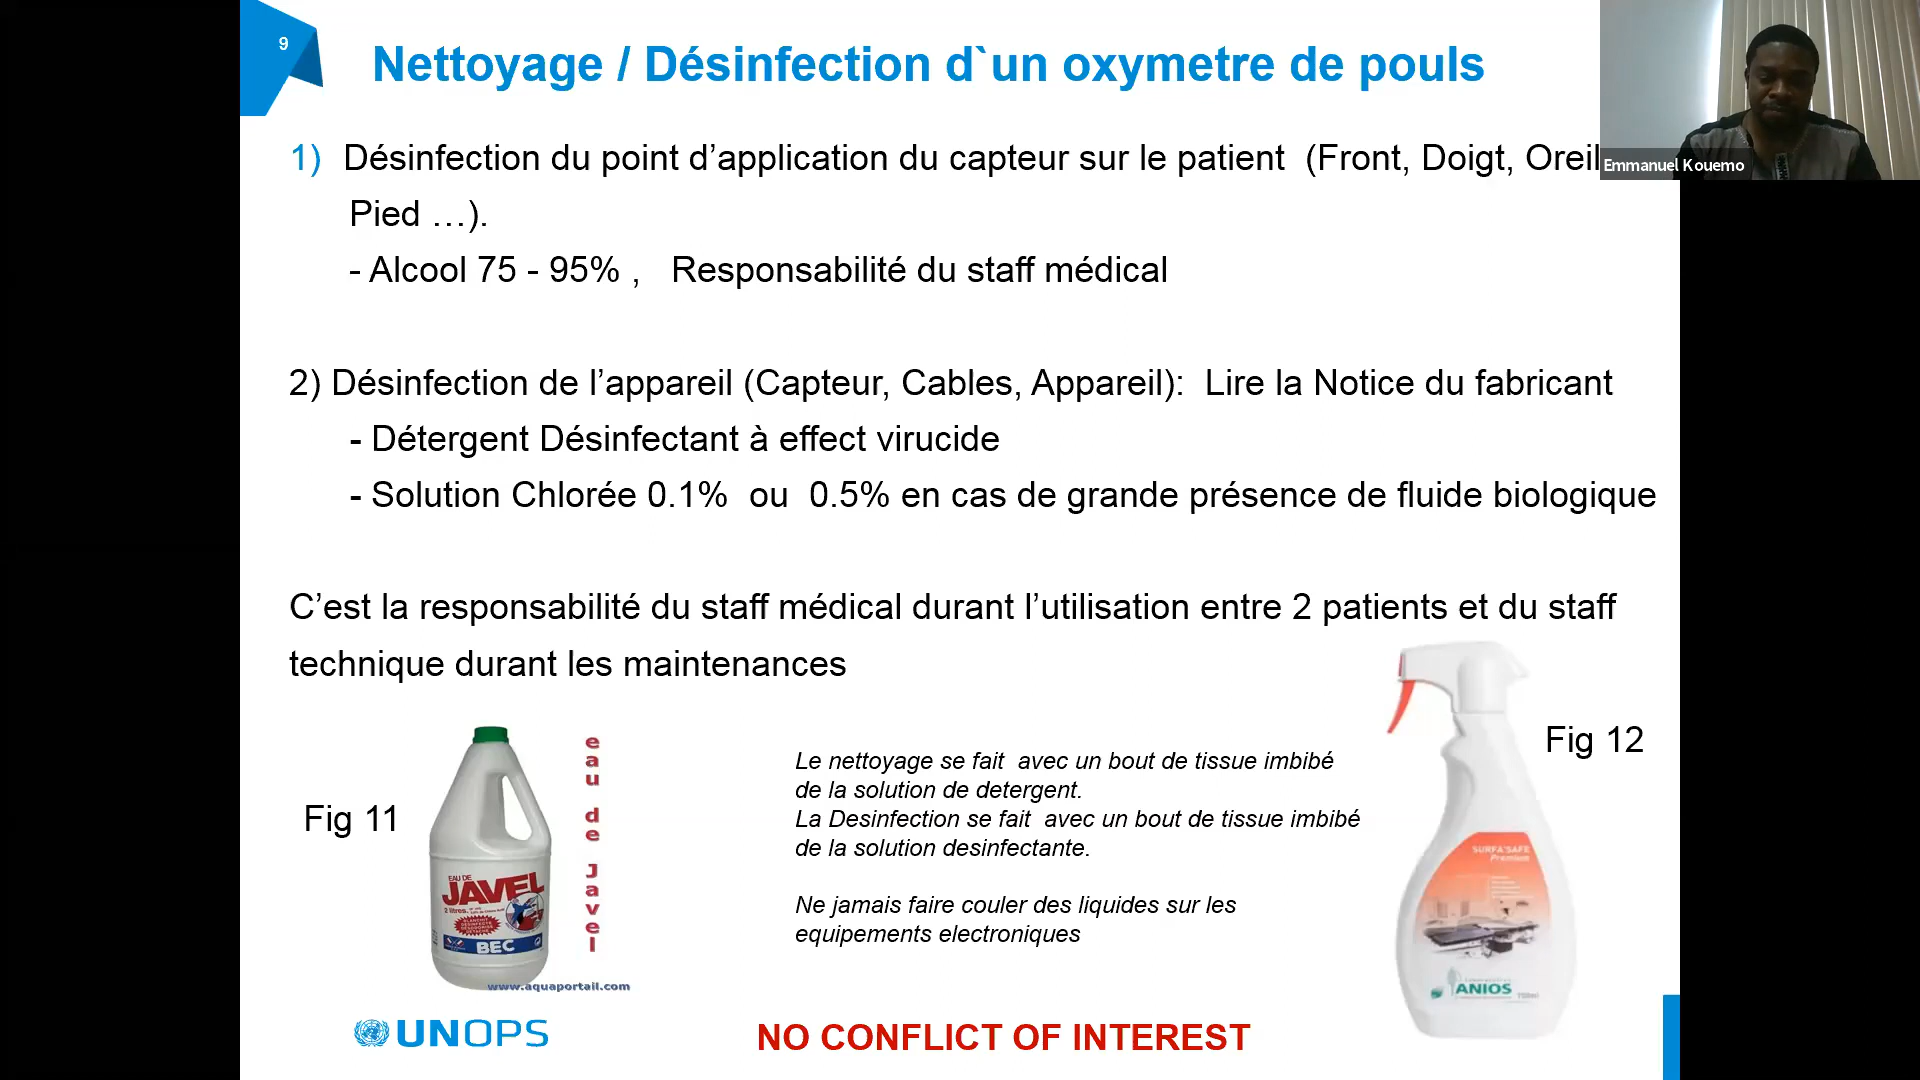 9
Nettoyage / Désinfection d`un oxymetre de pouls
1) Désinfection du point d’application du capteur sur le patient (Front, Doigt, Oreil
Pied …).
- Alcool 75 - 95% , Responsabilité du staff médical
2) Désinfection de l’appareil (Capteur, Cables, Appareil): Lire la Notice du fabricant
- Détergent Désinfectant à effect virucide
- Solution Chlorée 0.1% ou 0.5% en cas de grande présence de fluide biologique
C’est la responsabilité du staff médical durant l’utilisation entre 2 patients et du staff
technique durant les maintenances
Fig 11
EAU DE
JAVEL
2 litres.
BEC
eau de Javel
www.aquaportail.com
Le nettoyage se fait avec un bout de tissue imbibé
de la solution de detergent.
La Desinfection se fait avec un bout de tissue imbibé
de la solution desinfectante.
Ne jamais faire couler des liquides sur les
equipements electroniques
Fig 12
SURFA'SAFE
Premium
ANIOS
750ml
UNOPS
NO CONFLICT OF INTEREST
Emmanuel Kouemo